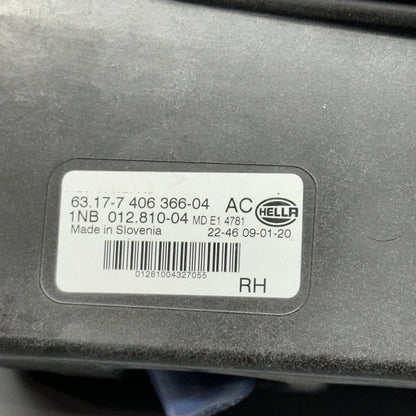 63.17-7 406 366-04 AC HELLA
1NB 012.810-04 MD E1 4781
Made in Slovenia 22-46 09-01-20
01281004327055
RH